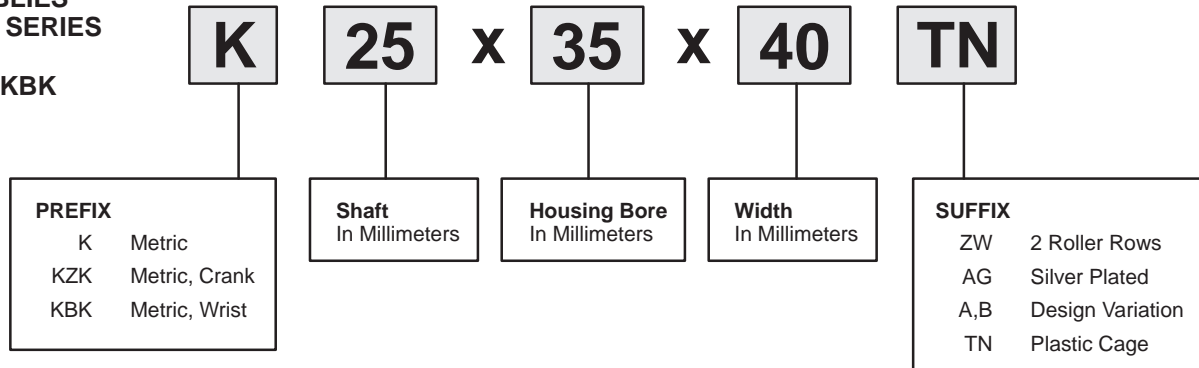 SERIES
KBK
K 25 x 35 x 40 TN
PREFIX
K Metric
KZK Metric, Crank
KBK Metric, Wrist
Shaft
In Millimeters
Housing Bore
In Millimeters
Width
In Millimeters
SUFFIX
ZW 2 Roller Rows
AG Silver Plated
A,B Design Variation
TN Plastic Cage